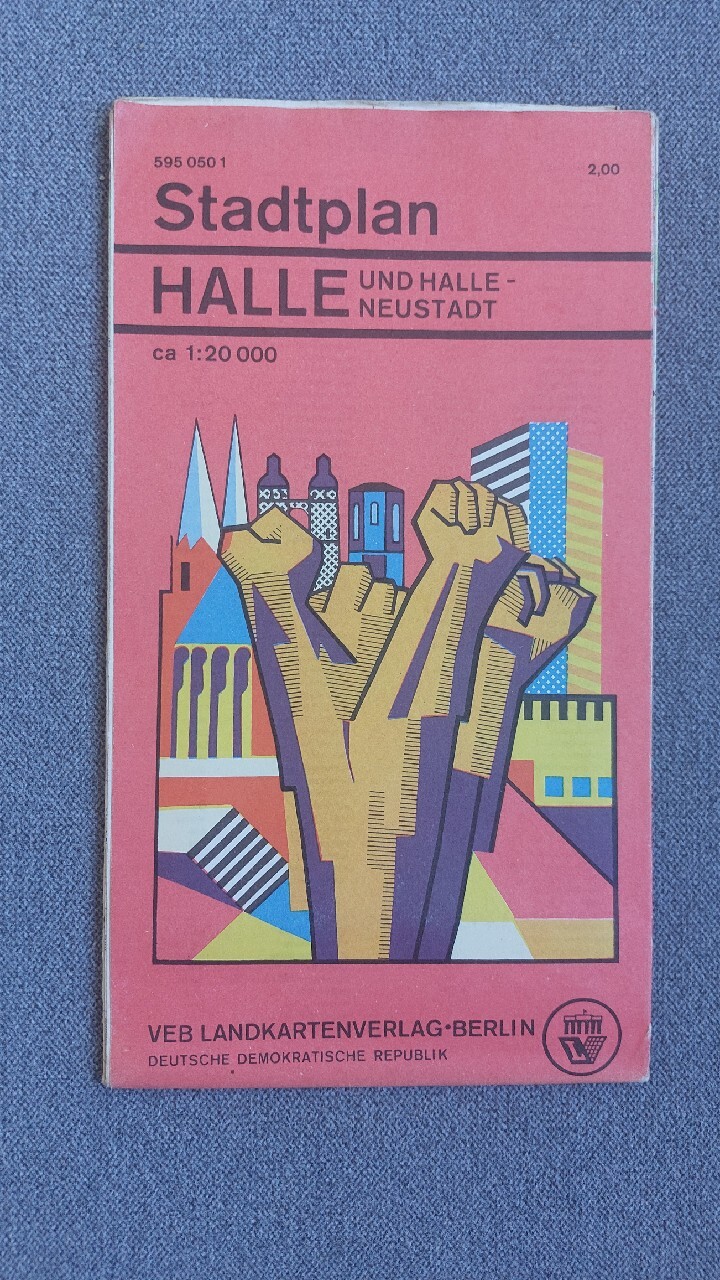 595 050 1
2,00
Stadtplan
HALLE UND HALLE-
NEUSTADT
ca 1:20 000
VEB LANDKARTENVERLAG·BERLIN
DEUTSCHE DEMOKRATISCHE REPUBLIK